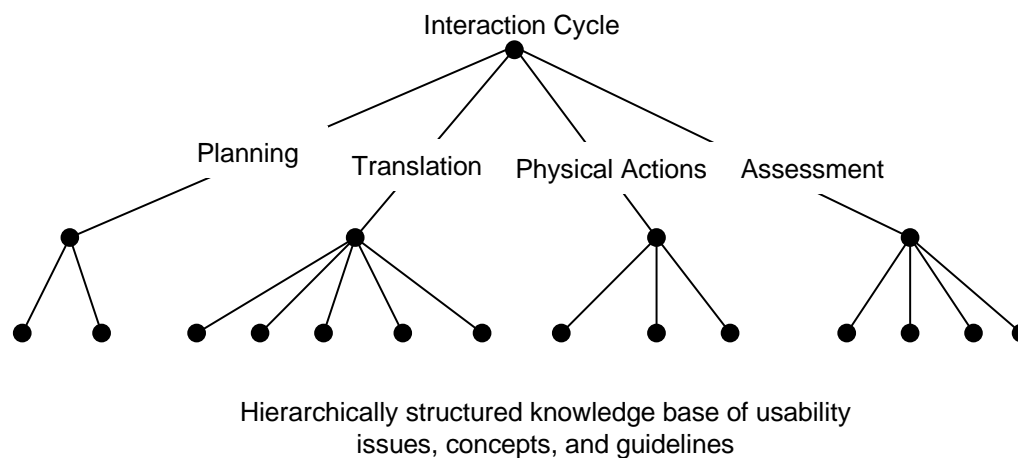 Interaction Cycle
Planning
Translation
Physical Actions
Assessment
Hierarchically structured knowledge base of usability
issues, concepts, and guidelines